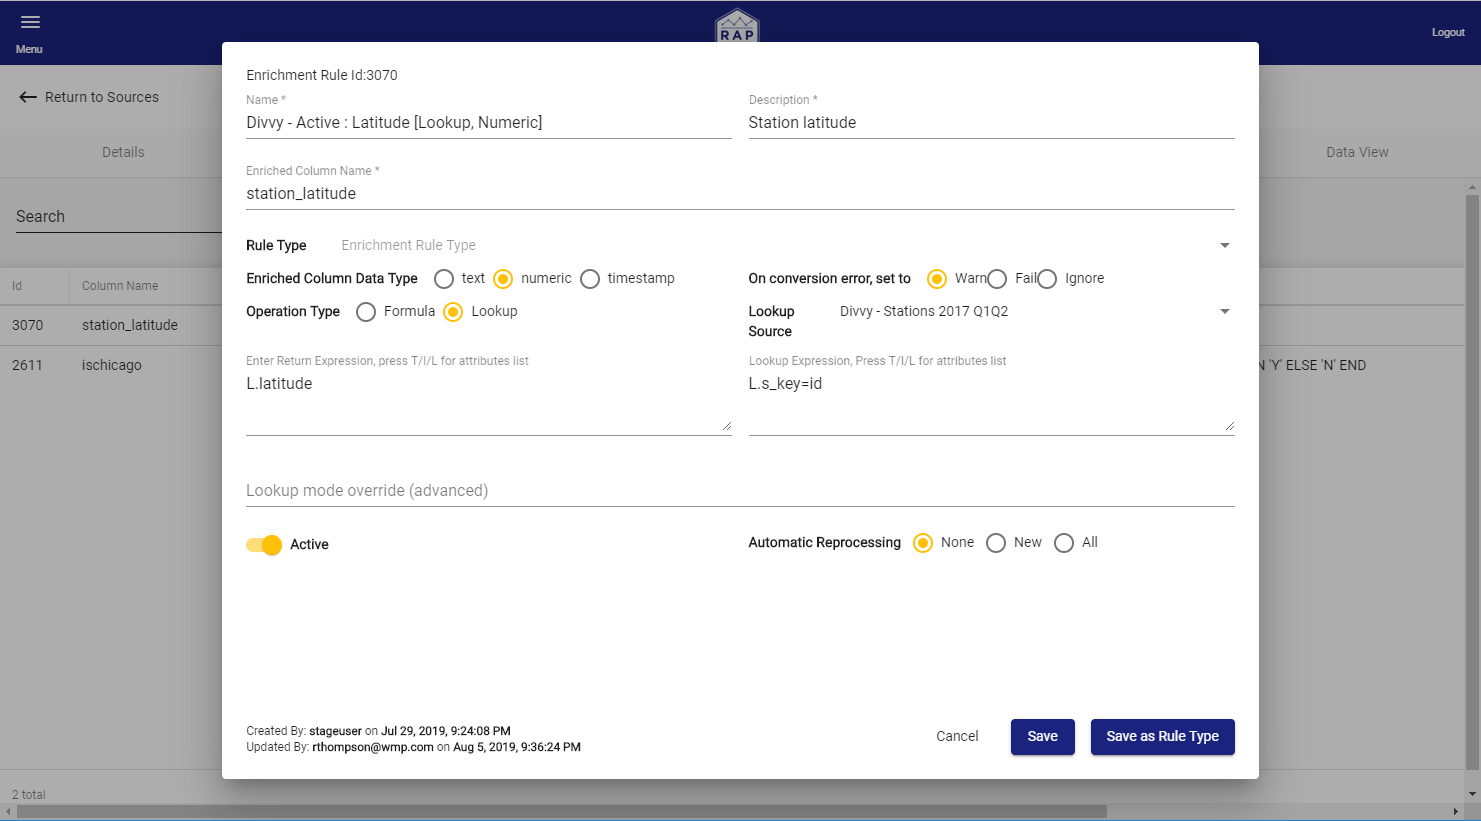 Menu
RAP
Logout
Return to Sources
Details
Data View
Search
Id
Column Name
3070
station_latitude
2611
ischicago
N 'Y' ELSE 'N' END
2 total
Enrichment Rule Id:3070
Name *
Description *
Divvy - Active : Latitude [Lookup, Numeric]
Station latitude
Enriched Column Name *
station_latitude
Rule Type
Enrichment Rule Type
Enriched Column Data Type
text
numeric
timestamp
On conversion error, set to
Warn
Fail
Ignore
Operation Type
Formula
Lookup
Lookup
Source
Divvy - Stations 2017 Q1Q2
Enter Return Expression, press T/I/L for attributes list
Lookup Expression, Press T/I/L for attributes list
L.latitude
L.s_key=id
Lookup mode override (advanced)
Active
Automatic Reprocessing
None
New
All
Created By: stageuser on Jul 29, 2019, 9:24:08 PM
Updated By: rthompson@wmp.com on Aug 5, 2019, 9:36:24 PM
Cancel
Save
Save as Rule Type